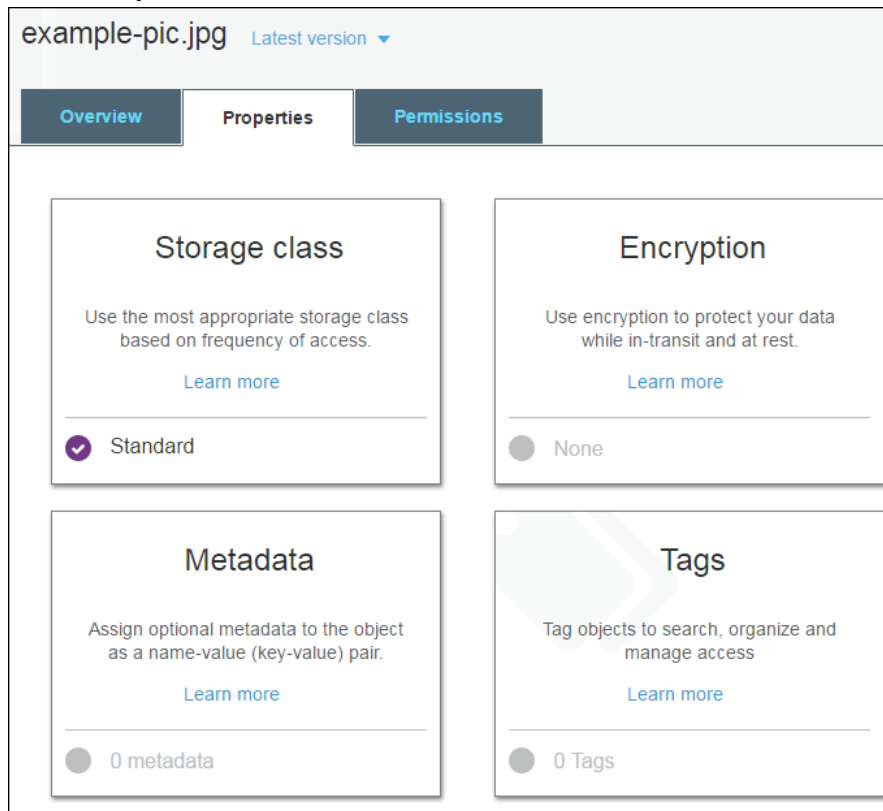 example-pic.jpg Latest version
Overview Properties Permissions
Storage class
Use the most appropriate storage class
based on frequency of access.
Learn more
Standard
Encryption
Use encryption to protect your data
while in-transit and at rest.
Learn more
None
Metadata
Assign optional metadata to the object
as a name-value (key-value) pair.
Learn more
0 metadata
Tags
Tag objects to search, organize and
manage access
Learn more
0 Tags